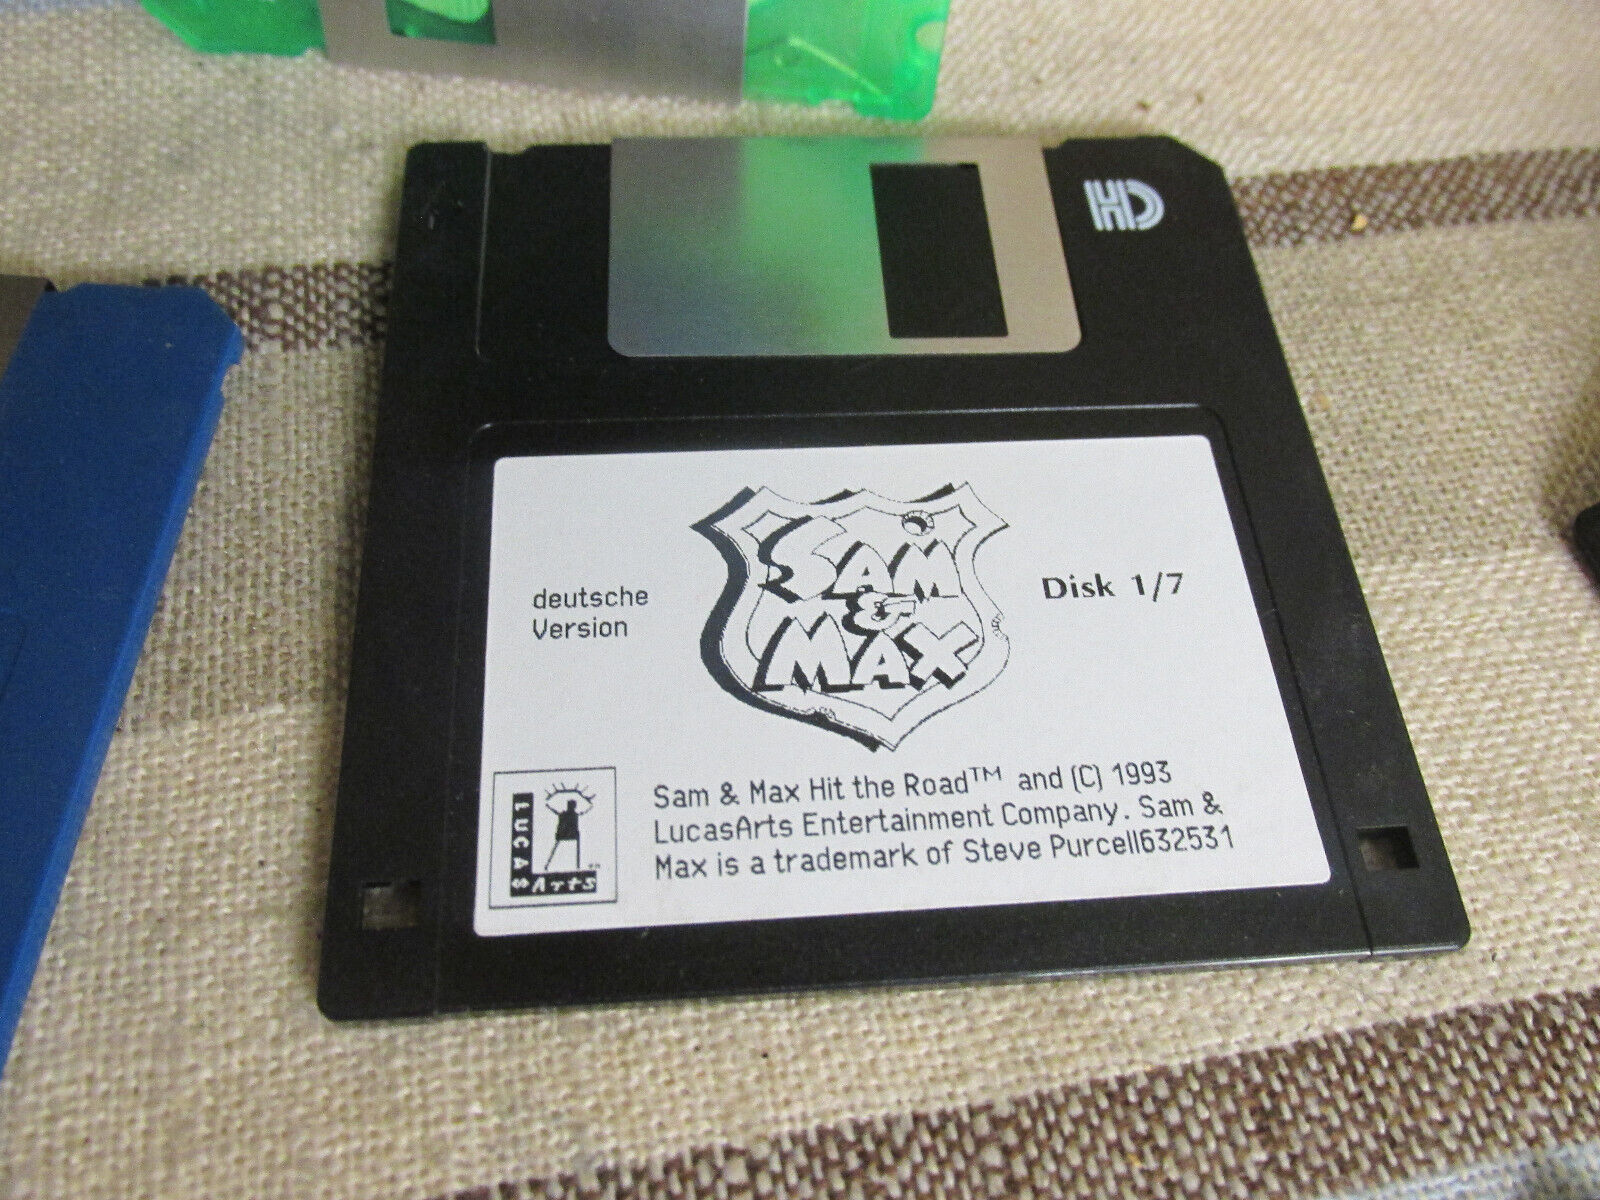 HD
deutsche
Version
SAM
&
MAX
Disk 1/7
LUCAS
Arts
Sam & Max Hit the Road™ and (C) 1993
LucasArts Entertainment Company. Sam &
Max is a trademark of Steve Purcell632531